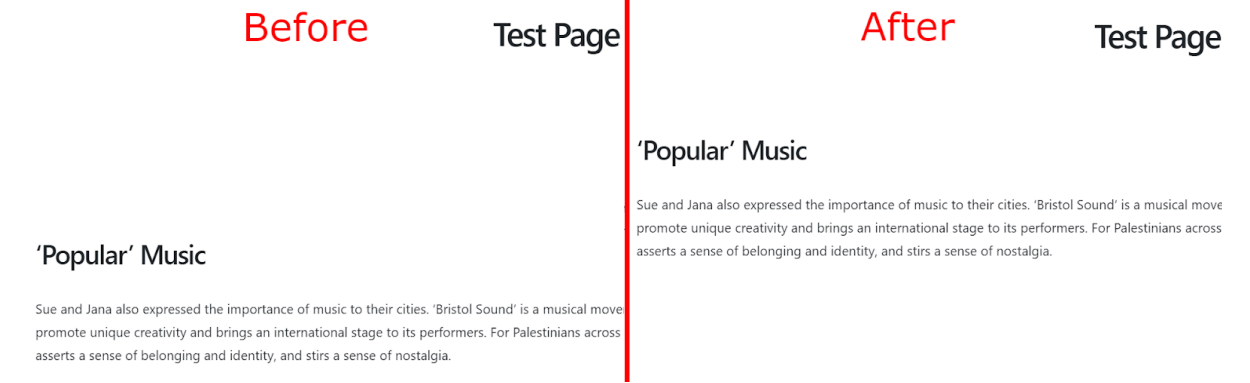 Before
Test Page
‘Popular’ Music
Sue and Jana also expressed the importance of music to their cities. ‘Bristol Sound’ is a musical move
promote unique creativity and brings an international stage to its performers. For Palestinians across
asserts a sense of belonging and identity, and stirs a sense of nostalgia.
After
Test Page
‘Popular’ Music
Sue and Jana also expressed the importance of music to their cities. ‘Bristol Sound’ is a musical move
promote unique creativity and brings an international stage to its performers. For Palestinians across
asserts a sense of belonging and identity, and stirs a sense of nostalgia.